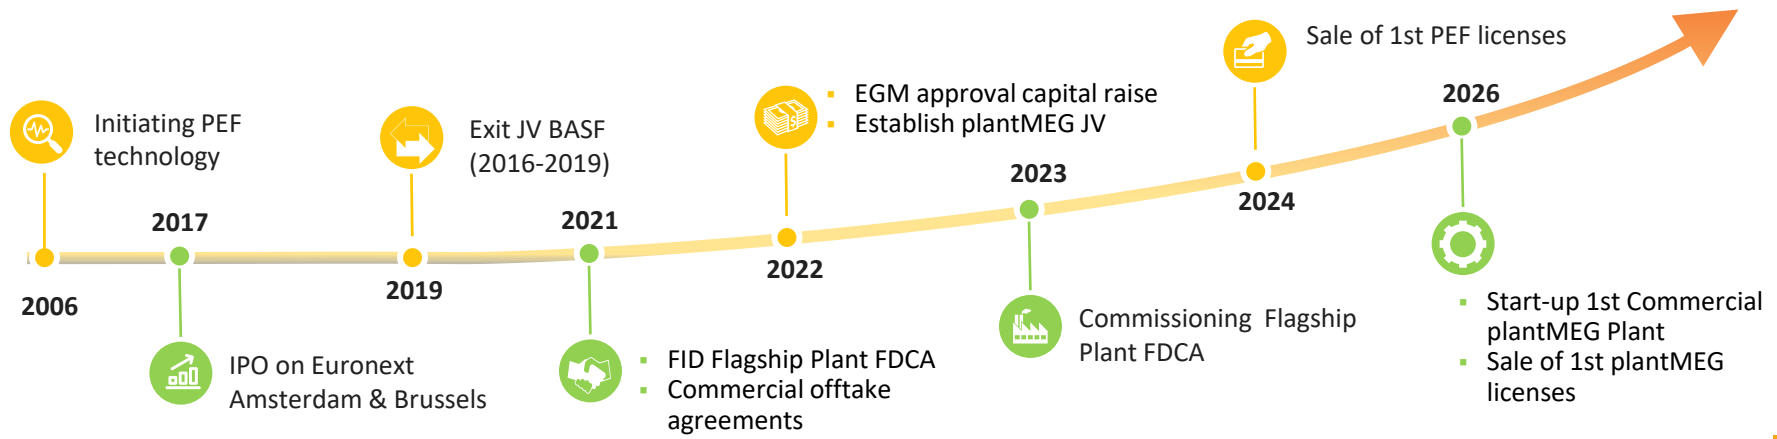 Initiating PEF
technology
2006
2017
IPO on Euronext
Amsterdam & Brussels
Exit JV BASF
(2016-2019)
2019
2021
▪ FID Flagship Plant FDCA
▪ Commercial offtake
agreements
▪ EGM approval capital raise
▪ Establish plantMEG JV
2022
2023
Commissioning Flagship
Plant FDCA
Sale of 1st PEF licenses
2024
2026
▪ Start-up 1st Commercial
plantMEG Plant
▪ Sale of 1st plantMEG
licenses